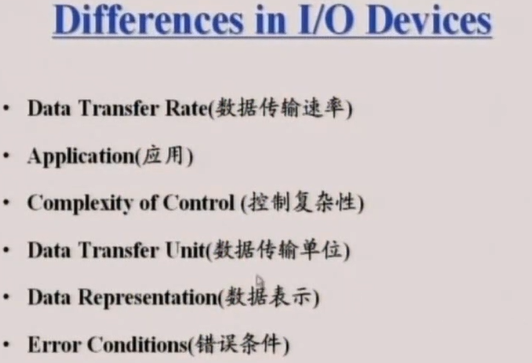 Differences in I/O Devices
• Data Transfer Rate(数据传输速率)
• Application(应用)
• Complexity of Control (控制复杂性)
• Data Transfer Unit(数据传输单位)
• Data Representation(数据表示)
• Error Conditions(错误条件)